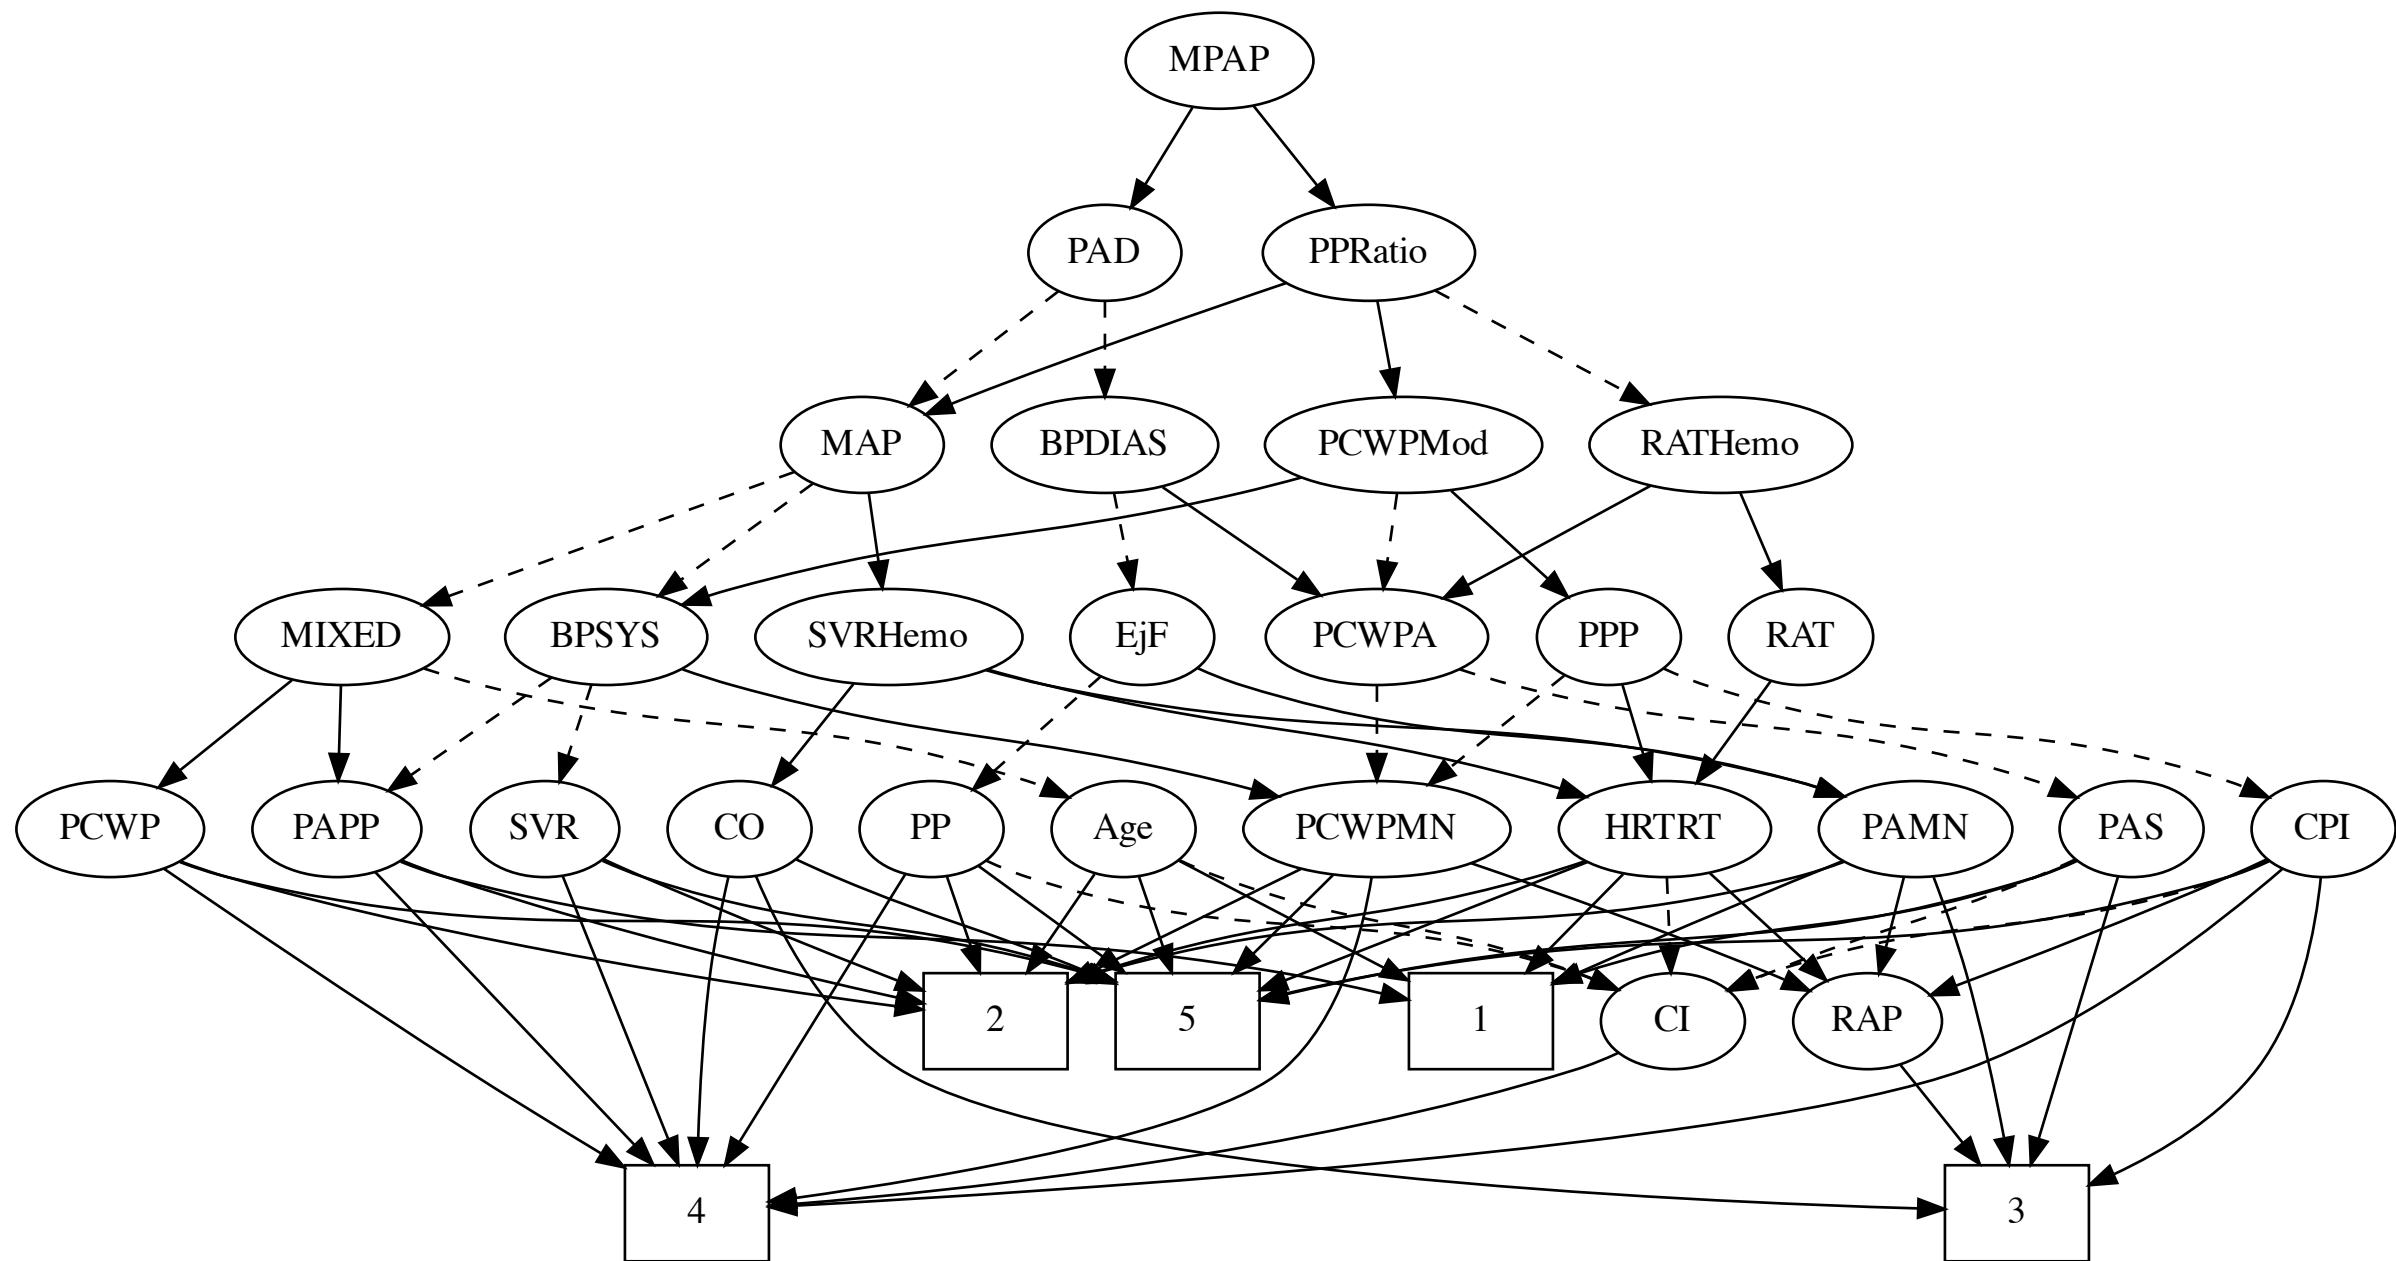 MPAP
PAD
PPRatio
MAP
BPDIAS
PCWPMod
RATHemo
MIXED
BPSYS
SVRHemo
EjF
PCWPA
PPP
RAT
PCWP
PAPP
SVR
CO
PP
Age
PCWPMN
HRTRT
PAMN
PAS
CPI
2
5
1
CI
RAP
4
3